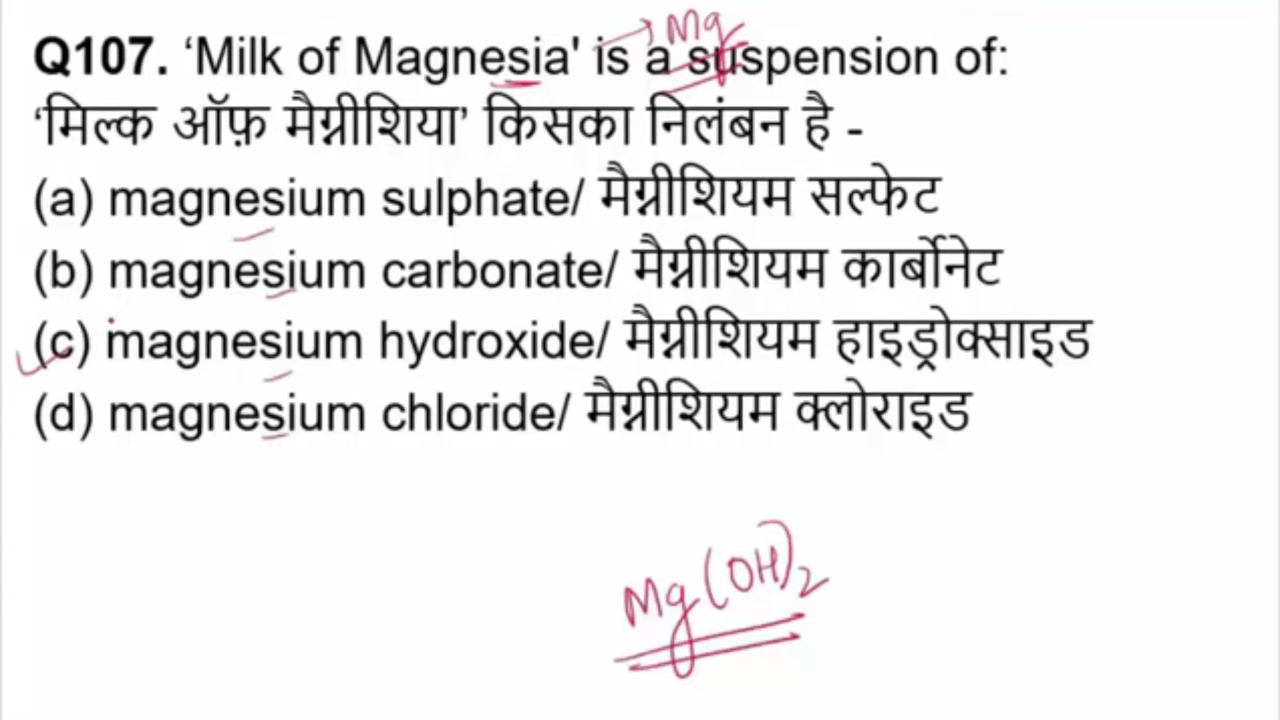 Mg
Q107. ‘Milk of Magnesia' is a suspension of:
‘मिल्क ऑफ़ मैग्नीशिया’ किसका निलंबन है -
(a) magnesium sulphate/ मैग्नीशियम सल्फेट
(b) magnesium carbonate/ मैग्नीशियम कार्बोनेट
(c) magnesium hydroxide/ मैग्नीशियम हाइड्रोक्साइड
(d) magnesium chloride/ मैग्नीशियम क्लोराइड
Mg(OH)2